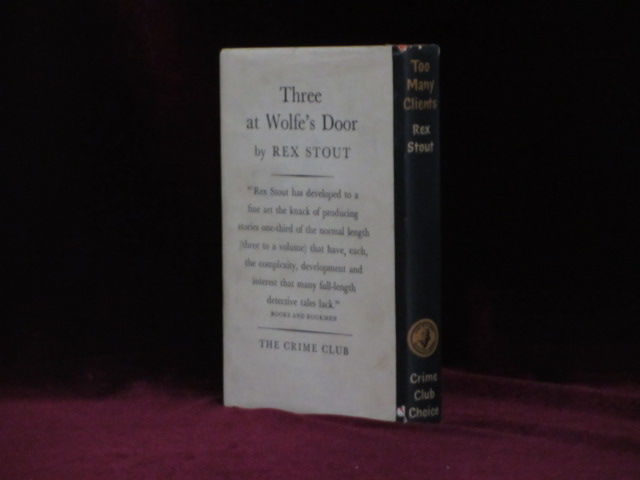 Three
at Wolfe's Door
by REX STOUT
"Rex Stout has developed to a
fine art the knack of producing
stories one-third of the normal length
(three to a volume) that have, each,
the complexity, development and
interest that many full-length
detective tales lack."
BOOKS AND BOOKMEN
THE CRIME CLUB
Too
Many
Clients
Rex
Stout
Crime
Club
Choice